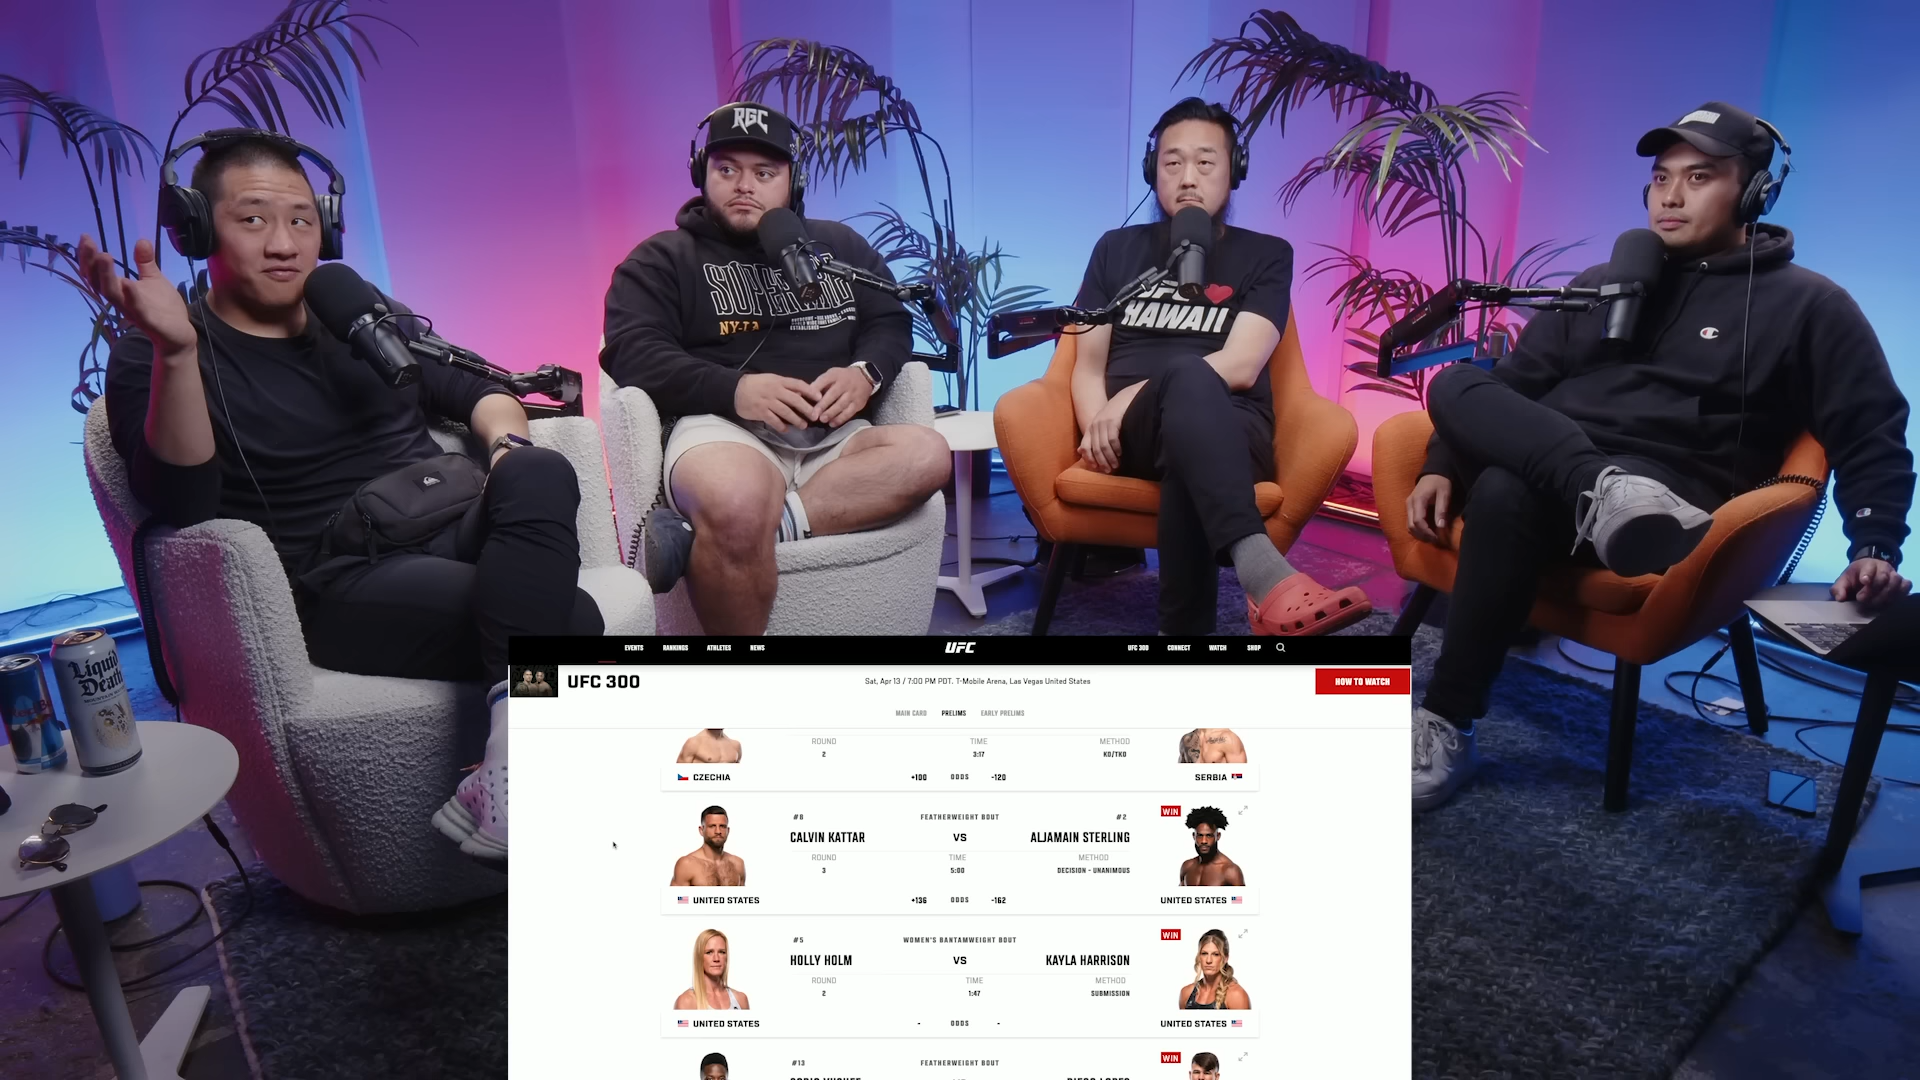 RGC
NY-LA
HAWAII
Liquid
Death
EVENTS RANKINGS ATHLETES NEWS UFC UFC 300 CONNECT WATCH SHOP
UFC 300 Sat, Apr 13 / 7:00 PM PDT. T-Mobile Arena, Las Vegas United States HOW TO WATCH
MAIN CARD PRELIMS EARLY PRELIMS
ROUND TIME METHOD
2 3:17 KO/TKO
CZECHIA +100 ODDS -120 SERBIA
WIN
#8 FEATHERWEIGHT BOUT #2
CALVIN KATTAR VS ALJAMAIN STERLING
ROUND TIME METHOD
3 5:00 DECISION - UNANIMOUS
UNITED STATES +136 ODDS -162 UNITED STATES
WIN
#5 WOMEN'S BANTAMWEIGHT BOUT
HOLLY HOLM VS KAYLA HARRISON
ROUND TIME METHOD
2 1:47 SUBMISSION
UNITED STATES - ODDS - UNITED STATES
WIN
#13 FEATHERWEIGHT BOUT